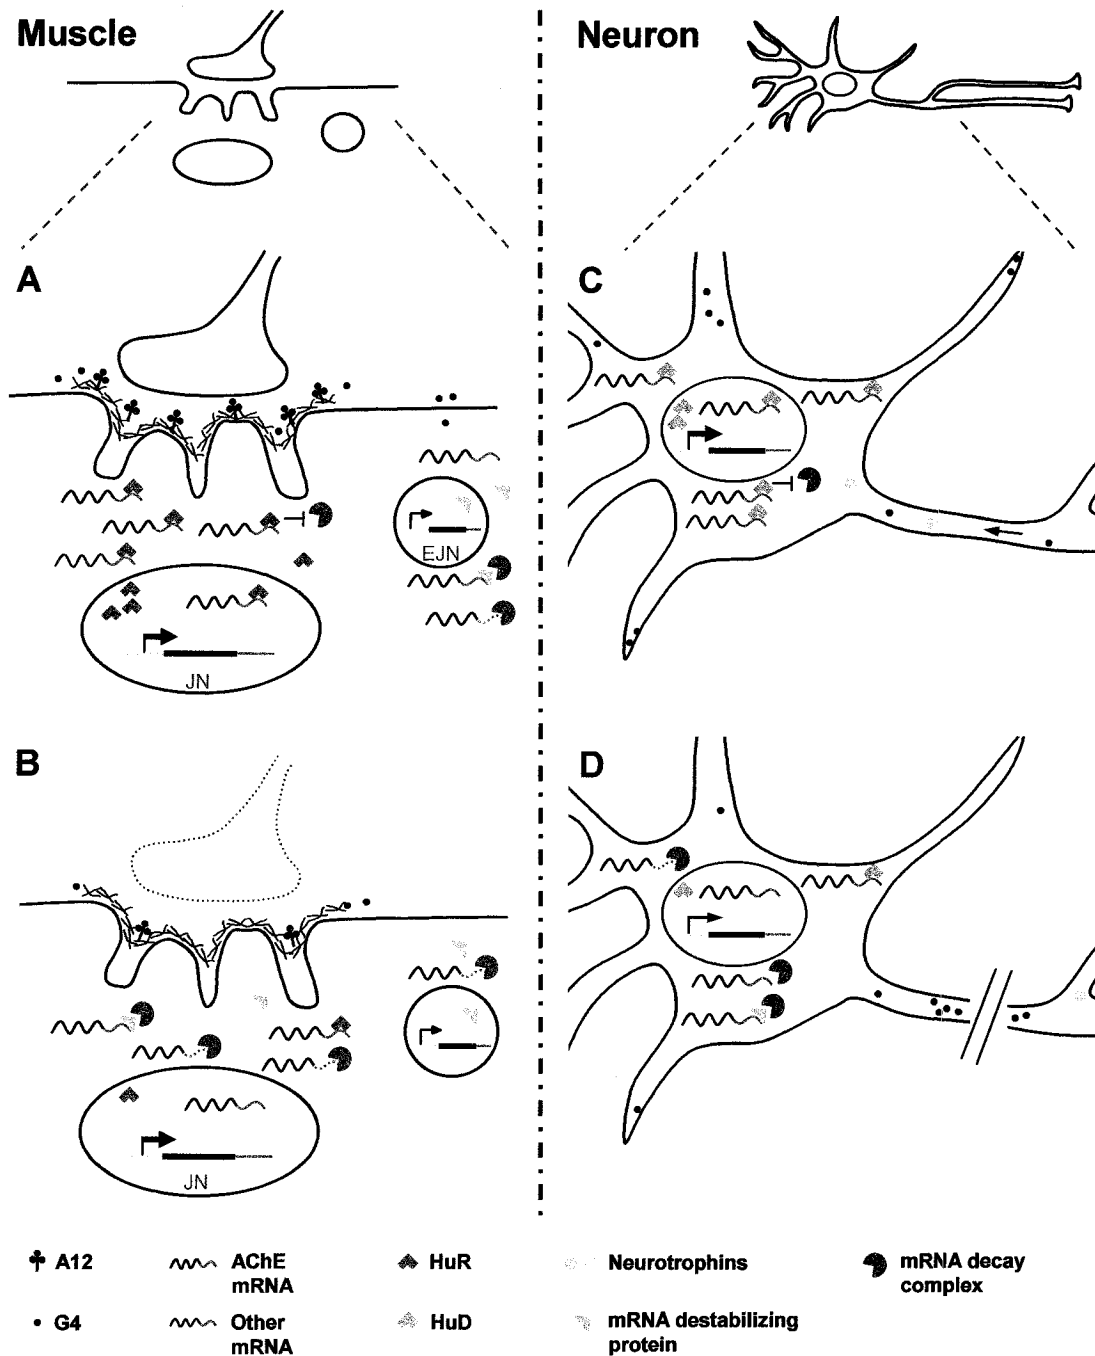 Muscle
Neuron
A
C
EJN
JN
B
D
JN
A12
AChE
mRNA
HuR
Neurotrophins
mRNA decay
complex
G4
Other
mRNA
HuD
mRNA destabilizing
protein